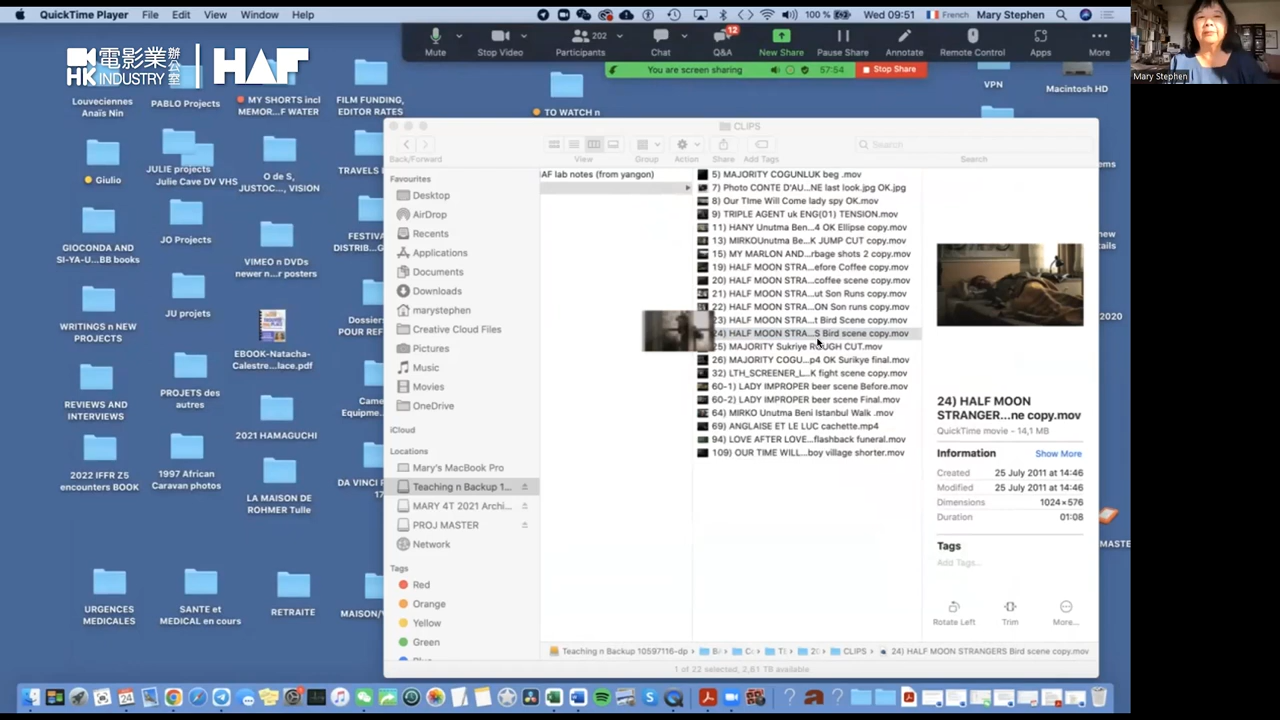 QuickTime Player File Edit View Window Help 100 % Wed 09:51 French Mary Stephen
電影業辦公室
HK FILM INDUSTRY
HAF
Mute Stop Video Participants 202 Chat Q&A 12 New Share Pause Share Annotate Remote Control Apps More
You are screen sharing 57:54 Stop Share
Mary Stephen
Louveciennes Anaïs Nin
PABLO Projects
MY SHORTS incl MEMOR...F WATER
FILM FUNDING, EDITOR RATES
TO WATCH n
VPN
Macintosh HD
Giulio
JULIE projects
Julie Cave DV VHS
O de S, JUSTOC..., VISION
TRAVELS
GIOCONDA AND SI-YA-U...BB books
JO Projects
VIMEO n DVDs newer n...r posters
FESTIVA
DISTRIB...G
WRITINGS n NEW PROJECTS
JU projets
EBOOK-Natacha-Calestre...lace.pdf
Dossier
POUR REF
2020
REVIEWS AND INTERVIEWS
PROJETS des autres
2021 HAMAGUCHI
Came
Equipme...
2022 IFFR Z5 encounters BOOK
1997 African Caravan photos
LA MAISON DE ROHMER Tulle
DA VINCI
17
URGENCES MEDICALES
SANTE et MEDICAL en cours
RETRAITE
MAISON/
MASTE
CLIPS
Back/Forward View Group Action Share Add Tags Search
Search
Favourites
Desktop
AirDrop
Recents
Applications
Documents
Downloads
marystephen
Creative Cloud Files
Pictures
Music
Movies
OneDrive
iCloud
Locations
Mary's MacBook Pro
Teaching n Backup 1...
MARY 4T 2021 Archi...
PROJ MASTER
Network
Tags
Red
Orange
Yellow
Green
AF lab notes (from yangon)
5) MAJORITY COGUNLUK beg .mov
7) Photo CONTE D'AU...NE last look.jpg OK.jpg
8) Our TIme Will Come lady spy OK.mov
9) TRIPLE AGENT uk ENG(01) TENSION.mov
11) HANY Unutma Ben...4 OK Ellipse copy.mov
13) MIRKOUnutma Be...K JUMP CUT copy.mov
15) MY MARLON AND...rbage shots 2 copy.mov
19) HALF MOON STRA...efore Coffee copy.mov
20) HALF MOON STRA...coffee scene copy.mov
21) HALF MOON STRA...ut Son Runs copy.mov
22) HALF MOON STRA...ON Son runs copy.mov
23) HALF MOON STRA...t Bird Scene copy.mov
24) HALF MOON STRA...S Bird scene copy.mov
25) MAJORITY Sukriye ROUGH CUT.mov
26) MAJORITY COGU...p4 OK Surikye final.mov
32) LTH_SCREENER_L...K fight scene copy.mov
60-1) LADY IMPROPER beer scene Before.mov
60-2) LADY IMPROPER beer scene Final.mov
64) MIRKO Unutma Beni Istanbul Walk .mov
69) ANGLAISE ET LE LUC cachette.mp4
94) LOVE AFTER LOVE...flashback funeral.mov
109) OUR TIME WILL...boy village shorter.mov
24) HALF MOON
STRANGER...ne copy.mov
QuickTime movie - 14,1 MB
Information Show More
Created 25 July 2011 at 14:46
Modified 25 July 2011 at 14:46
Dimensions 1024×576
Duration 01:08
Tags
Add Tags...
Rotate Left Trim More...
Teaching n Backup 10597116-dp CLIPS 24) HALF MOON STRANGERS Bird scene copy.mov
1 of 22 selected, 2,61 TB available